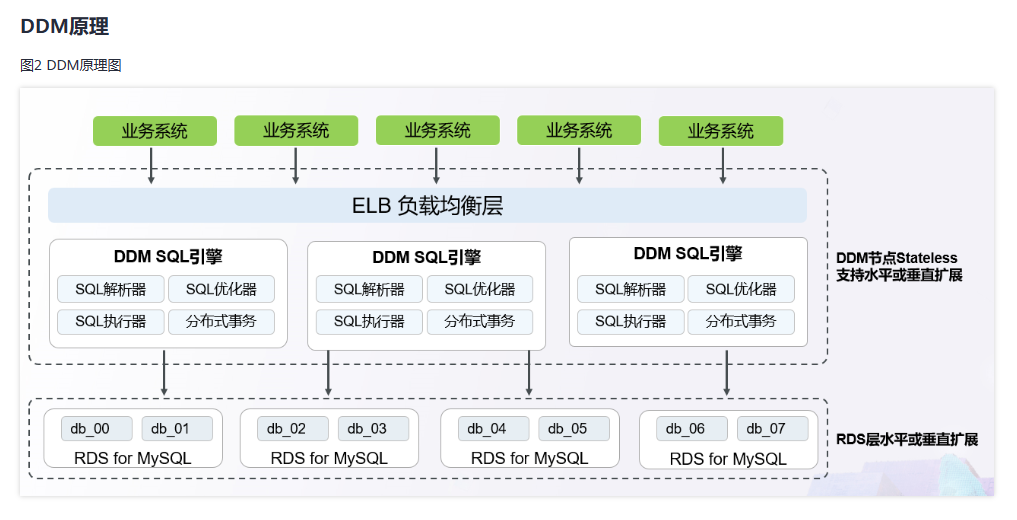 DDM原理
图2 DDM原理图
业务系统 业务系统 业务系统 业务系统 业务系统
ELB 负载均衡层
DDM SQL引擎 DDM SQL引擎 DDM SQL引擎
SQL解析器 SQL优化器 SQL解析器 SQL优化器 SQL解析器 SQL优化器
SQL执行器 分布式事务 SQL执行器 分布式事务 SQL执行器 分布式事务
DDM节点Stateless
支持水平或垂直扩展
db_00 db_01 db_02 db_03 db_04 db_05 db_06 db_07
RDS for MySQL RDS for MySQL RDS for MySQL RDS for MySQL
RDS层水平或垂直扩展